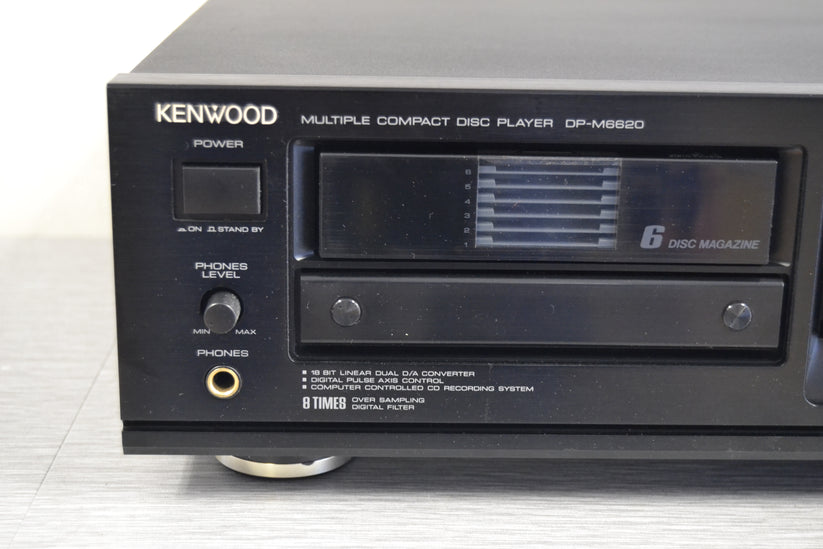 KENWOOD
MULTIPLE COMPACT DISC PLAYER DP-M6620
POWER
ON STAND BY
6
5
4
3
2
1
6 DISC MAGAZINE
PHONES
LEVEL
MIN MAX
PHONES
18 BIT LINEAR DUAL D/A CONVERTER
DIGITAL PULSE AXIS CONTROL
COMPUTER CONTROLLED CD RECORDING SYSTEM
8 TIMES OVER SAMPLING
DIGITAL FILTER